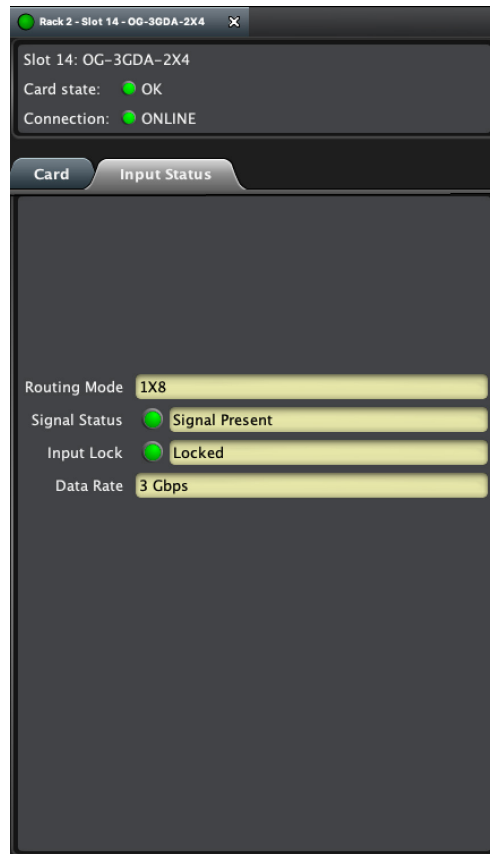 Rack 2 - Slot 14 - OG-3GDA-2X4 X
Slot 14: OG-3GDA-2X4
Card state: OK
Connection: ONLINE
Card Input Status
Routing Mode 1X8
Signal Status Signal Present
Input Lock Locked
Data Rate 3 Gbps